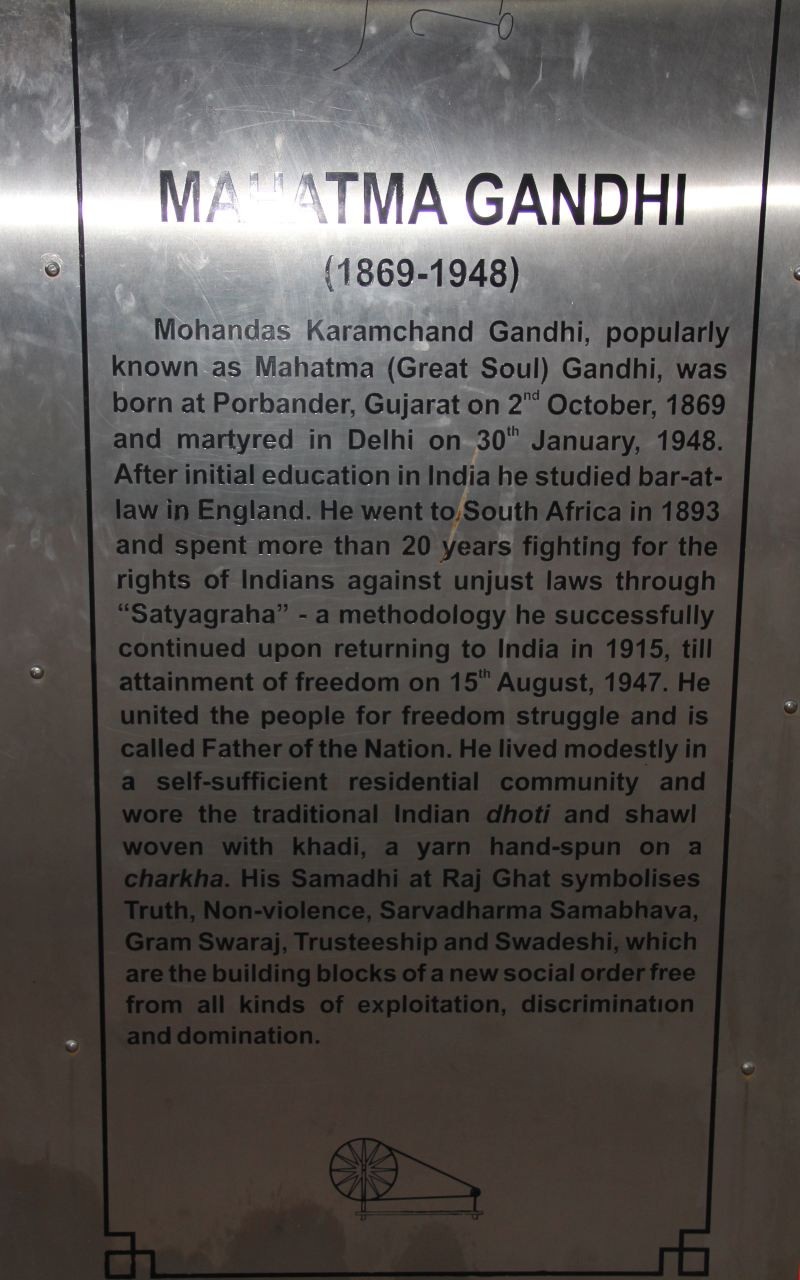 MAHATMA GANDHI
(1869-1948)
Mohandas Karamchand Gandhi, popularly
known as Mahatma (Great Soul) Gandhi, was
born at Porbander, Gujarat on 2nd October, 1869
and martyred in Delhi on 30th January, 1948.
After initial education in India he studied bar-at-
law in England. He went to South Africa in 1893
and spent more than 20 years fighting for the
rights of Indians against unjust laws through
“Satyagraha” - a methodology he successfully
continued upon returning to India in 1915, till
attainment of freedom on 15th August, 1947. He
united the people for freedom struggle and is
called Father of the Nation. He lived modestly in
a self-sufficient residential community and
wore the traditional Indian dhoti and shawl
woven with khadi, a yarn hand-spun on a
charkha. His Samadhi at Raj Ghat symbolises
Truth, Non-violence, Sarvadharma Samabhava,
Gram Swaraj, Trusteeship and Swadeshi, which
are the building blocks of a new social order free
from all kinds of exploitation, discrimination
and domination.